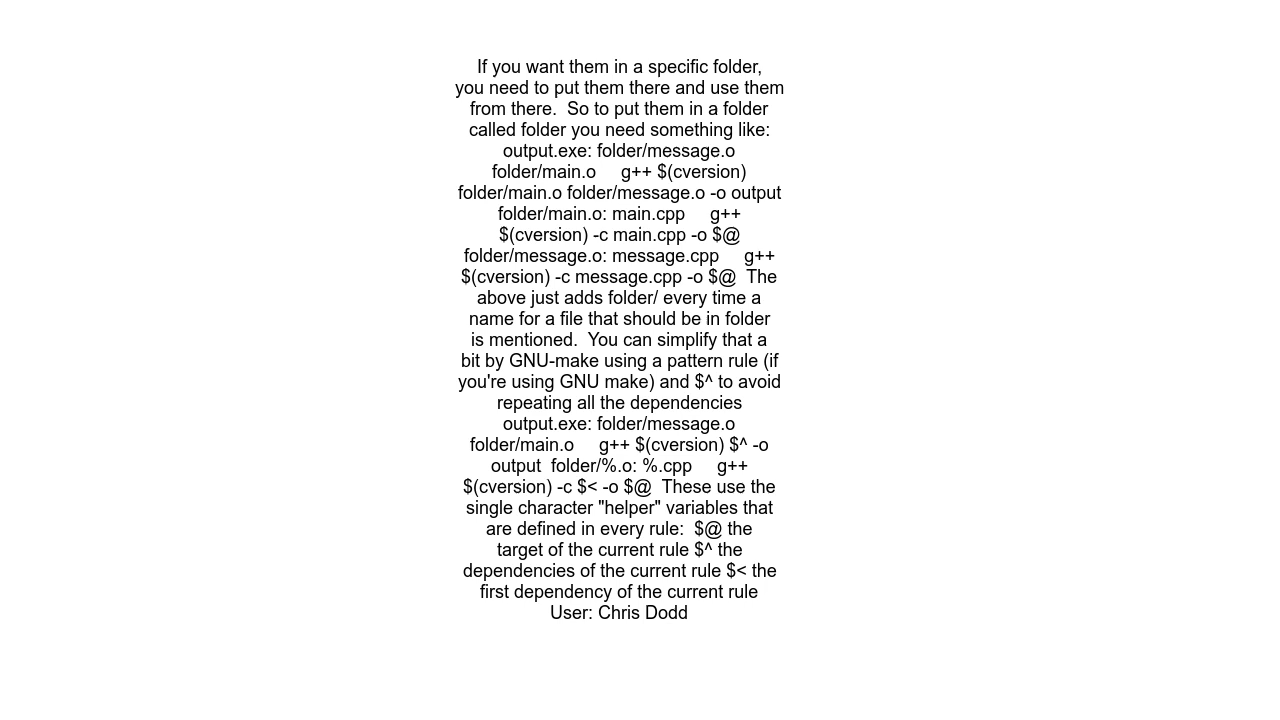 If you want them in a specific folder,
you need to put them there and use them
from there.  So to put them in a folder
called folder you need something like:
output.exe: folder/message.o
folder/main.o     g++ $(cversion)
folder/main.o folder/message.o -o output
folder/main.o: main.cpp     g++
$(cversion) -c main.cpp -o $@
folder/message.o: message.cpp     g++
$(cversion) -c message.cpp -o $@  The
above just adds folder/ every time a
name for a file that should be in folder
is mentioned.  You can simplify that a
bit by GNU-make using a pattern rule (if
you're using GNU make) and $^ to avoid
repeating all the dependencies
output.exe: folder/message.o
folder/main.o     g++ $(cversion) $^ -o
output  folder/%.o: %.cpp     g++
$(cversion) -c $< -o $@  These use the
single character "helper" variables that
are defined in every rule:  $@ the
target of the current rule $^ the
dependencies of the current rule $< the
first dependency of the current rule
User: Chris Dodd